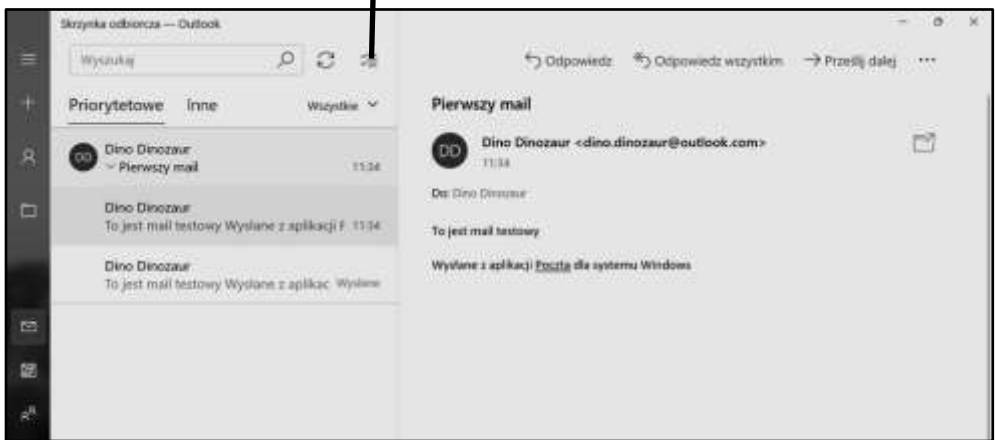 Skrzynka odbiorcza — Outlook
Wyszukaj
Odpowiedz Odpowiedz wszystkim Prześlij dalej
Priorytetowe Inne Wszystkie
Pierwszy mail
DD Dino Dinozaur
Pierwszy mail 11:34
DD Dino Dinozaur <dino.dinozaur@outlook.com>
11:34
Do: Dino Dinozaur
Dino Dinozaur
To jest mail testowy Wysłane z aplikacji P 11:34
To jest mail testowy
Dino Dinozaur
To jest mail testowy Wysłane z aplikac Wysłane
Wysłane z aplikacji Poczta dla systemu Windows